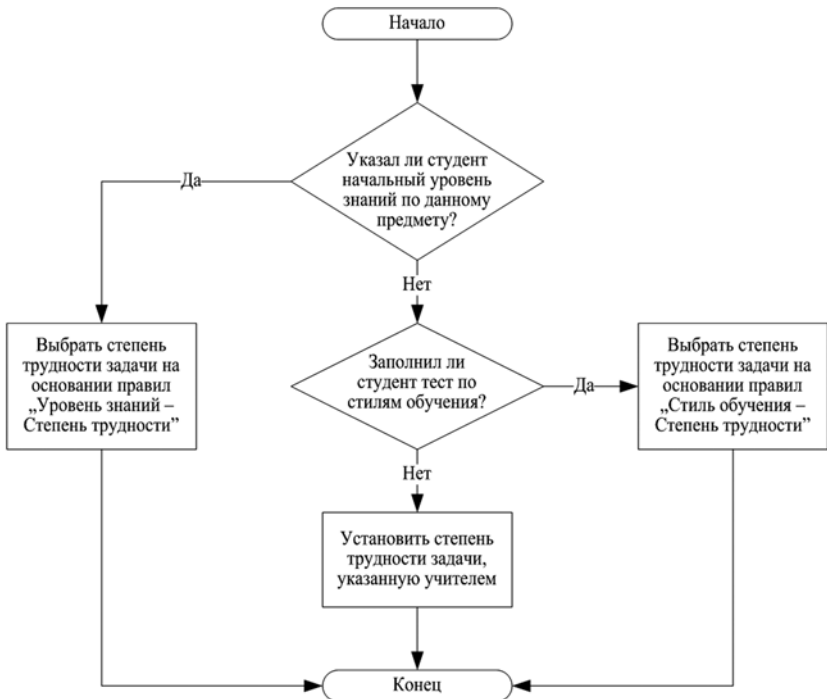 Начало
Указал ли студент
начальный уровень
знаний по данному
предмету?
Да
Нет
Выбрать степень
трудности задачи на
основании правил
„Уровень знаний –
Степень трудности”
Заполнил ли
студент тест по
стилям обучения?
Да
Выбрать степень
трудности задачи на
основании правил
„Стиль обучения –
Степень трудности”
Нет
Установить степень
трудности задачи,
указанную учителем
Конец